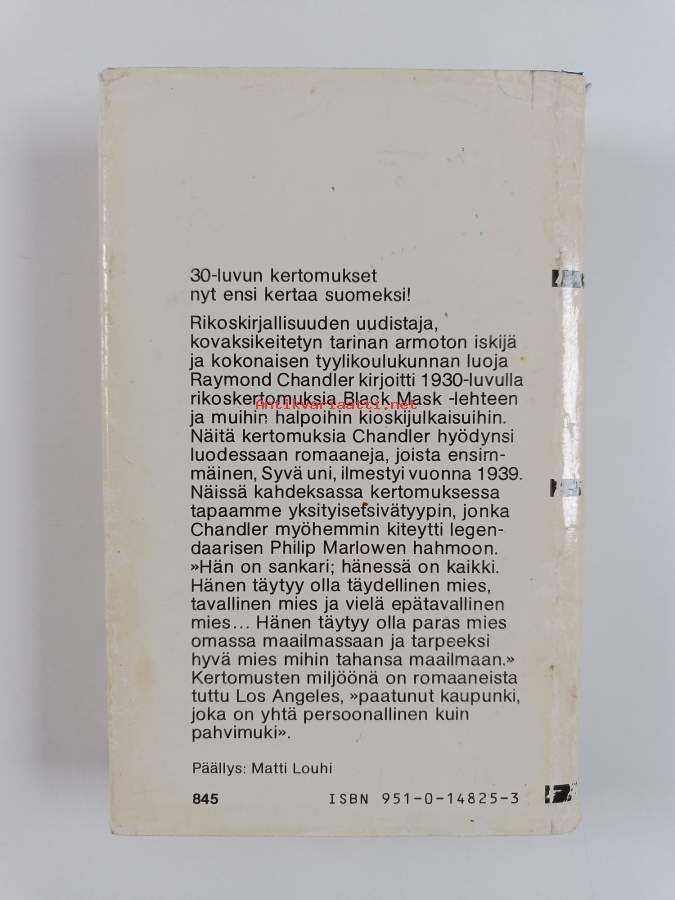 30-luvun kertomukset
nyt ensi kertaa suomeksi!
Rikoskirjallisuuden uudistaja,
kovaksikeitetyn tarinan armoton iskijä
ja kokonaisen tyylikoulukunnan luoja
Raymond Chandler kirjoitti 1930-luvulla
rikoskertomuksia Black Mask -lehteen
Antikvariaatti.net
ja muihin halpoihin kioskijulkaisuihin.
Näitä kertomuksia Chandler hyödynsi
luodessaan romaaneja, joista ensim-
mäinen, Syvä uni, ilmestyi vuonna 1939.
Näissä kahdeksassa kertomuksessa
tapaamme yksityisetsivätyypin, jonka
Chandler myöhemmin kiteytti legen-
daarisen Philip Marlowen hahmoon.
»Hän on sankari; hänessä on kaikki.
Hänen täytyy olla täydellinen mies,
tavallinen mies ja vielä epätavallinen
mies... Hänen täytyy olla paras mies
omassa maailmassaan ja tarpeeksi
hyvä mies mihin tahansa maailmaan.»
Kertomusten miljöönä on romaaneista
tuttu Los Angeles, »paatunut kaupunki,
joka on yhtä persoonallinen kuin
pahvimuki».
Päällys: Matti Louhi
845 ISBN 951-0-14825-3